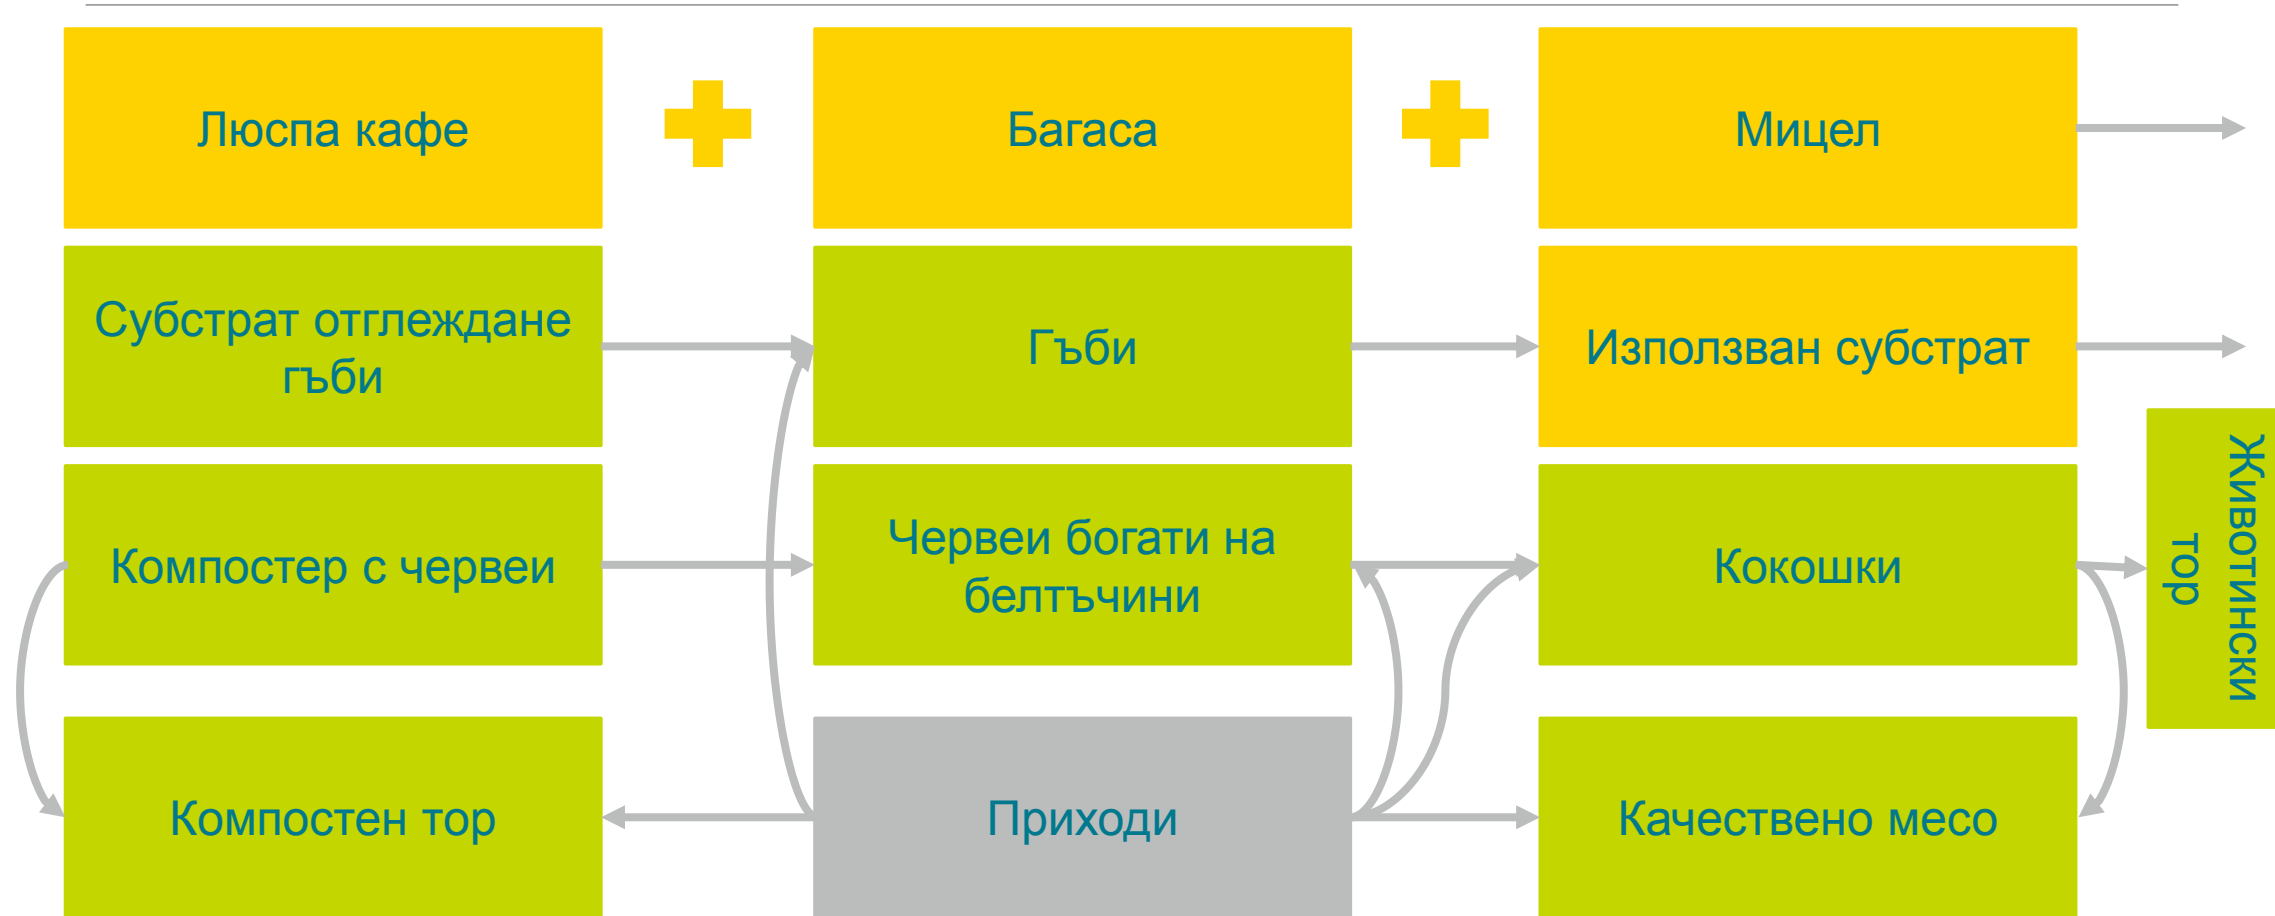 Люспа кафе
Багаса
Мицел
Субстрат отглеждане
гъби
Гъби
Използван субстрат
Компостер с червеи
Червеи богати на
белтъчини
Кокошки
Животински
тор
Компостен тор
Приходи
Качествено месо